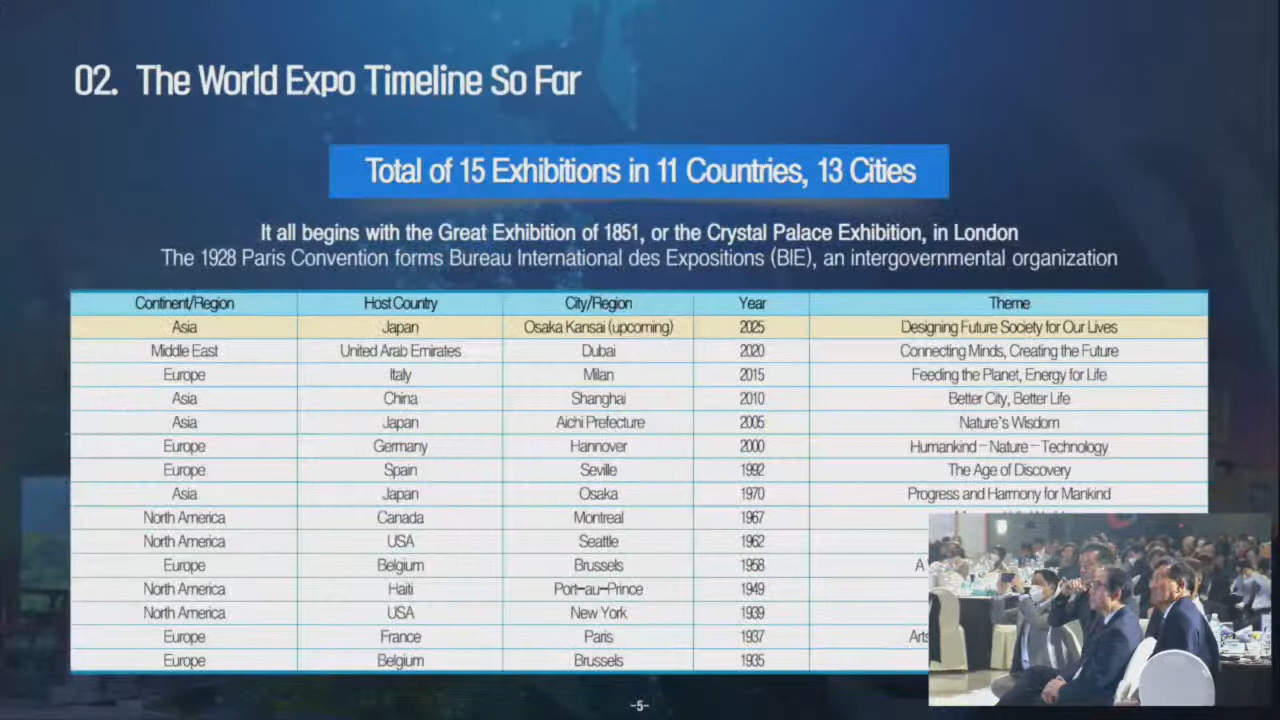 02. The World Expo Timeline So Far
Total of 15 Exhibitions in 11 Countries, 13 Cities
It all begins with the Great Exhibition of 1851, or the Crystal Palace Exhibition, in London
The 1928 Paris Convention forms Bureau International des Expositions (BIE), an intergovernmental organization
Continent/Region Host Country City/Region Year Theme
Asia Japan Osaka Kansai (upcoming) 2025 Designing Future Society for Our Lives
Middle East United Arab Emirates Dubai 2020 Connecting Minds, Creating the Future
Europe Italy Milan 2015 Feeding the Planet, Energy for Life
Asia China Shanghai 2010 Better City, Better Life
Asia Japan Aichi Prefecture 2005 Nature's Wisdom
Europe Germany Hannover 2000 Humankind – Nature – Technology
Europe Spain Seville 1992 The Age of Discovery
Asia Japan Osaka 1970 Progress and Harmony for Mankind
North America Canada Montreal 1967
North America USA Seattle 1962
Europe Belgium Brussels 1958 A
North America Haiti Port-au-Prince 1949
North America USA New York 1939
Europe France Paris 1937 Arts
Europe Belgium Brussels 1935
-5-